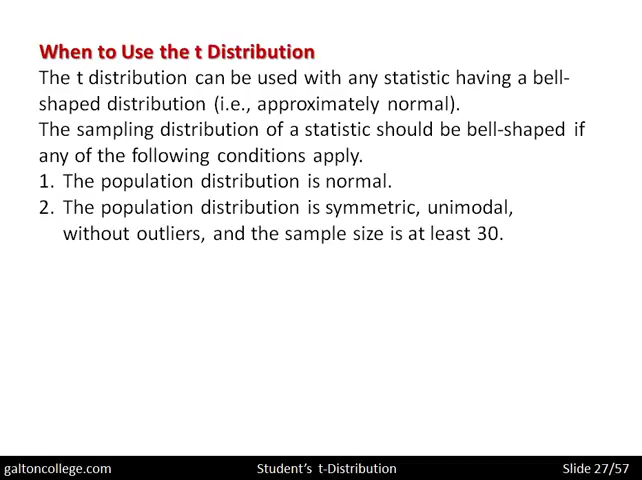 When to Use the t Distribution
The t distribution can be used with any statistic having a bell-
shaped distribution (i.e., approximately normal).
The sampling distribution of a statistic should be bell-shaped if
any of the following conditions apply.
1. The population distribution is normal.
2. The population distribution is symmetric, unimodal,
without outliers, and the sample size is at least 30.
galtoncollege.com Student's t-Distribution Slide 27/57